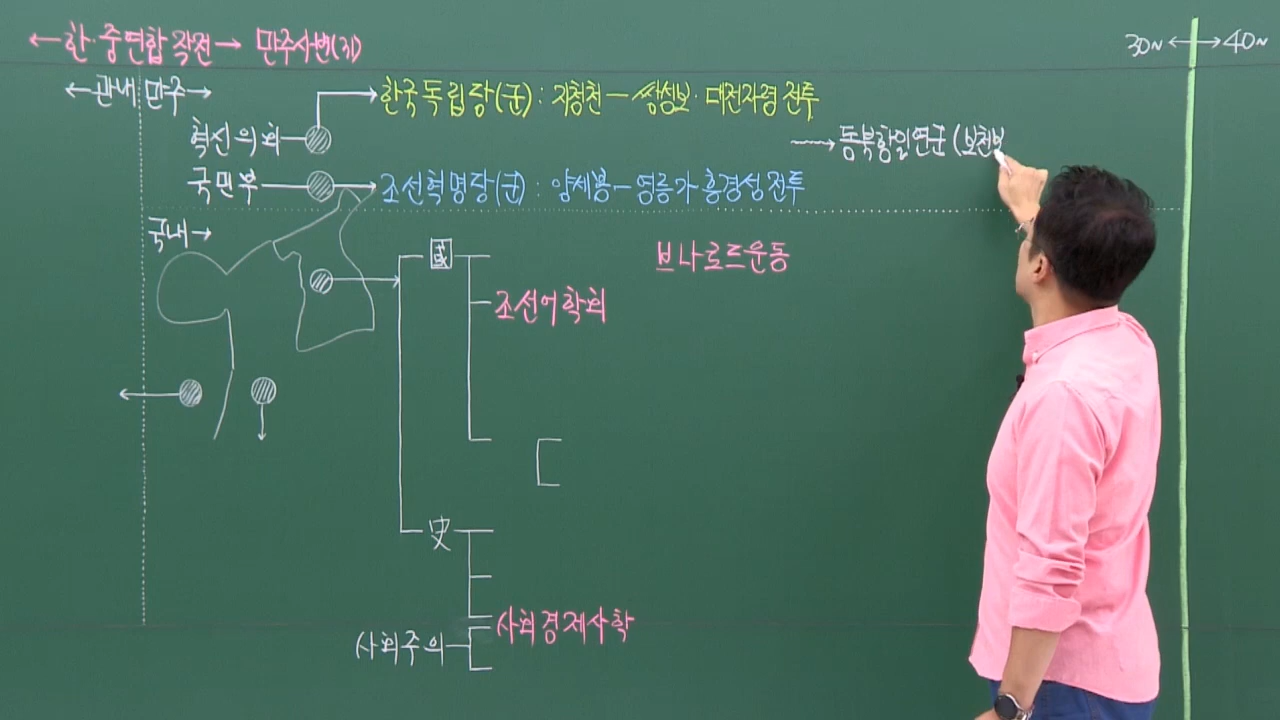 ←한·중연합작전→ 만주사변(기)
30N ↔ 40N
←관내 만주→
한국독립당(군) : 지청천 - 쌍성보·대전자령 전투
혁신의회
→동북항일연군 (보천보
국민부
조선혁명당(군) : 양세봉 - 영릉가 흥경성전투
국내→
國
브나로드운동
조선어학회
史
사회경제사학
사회주의